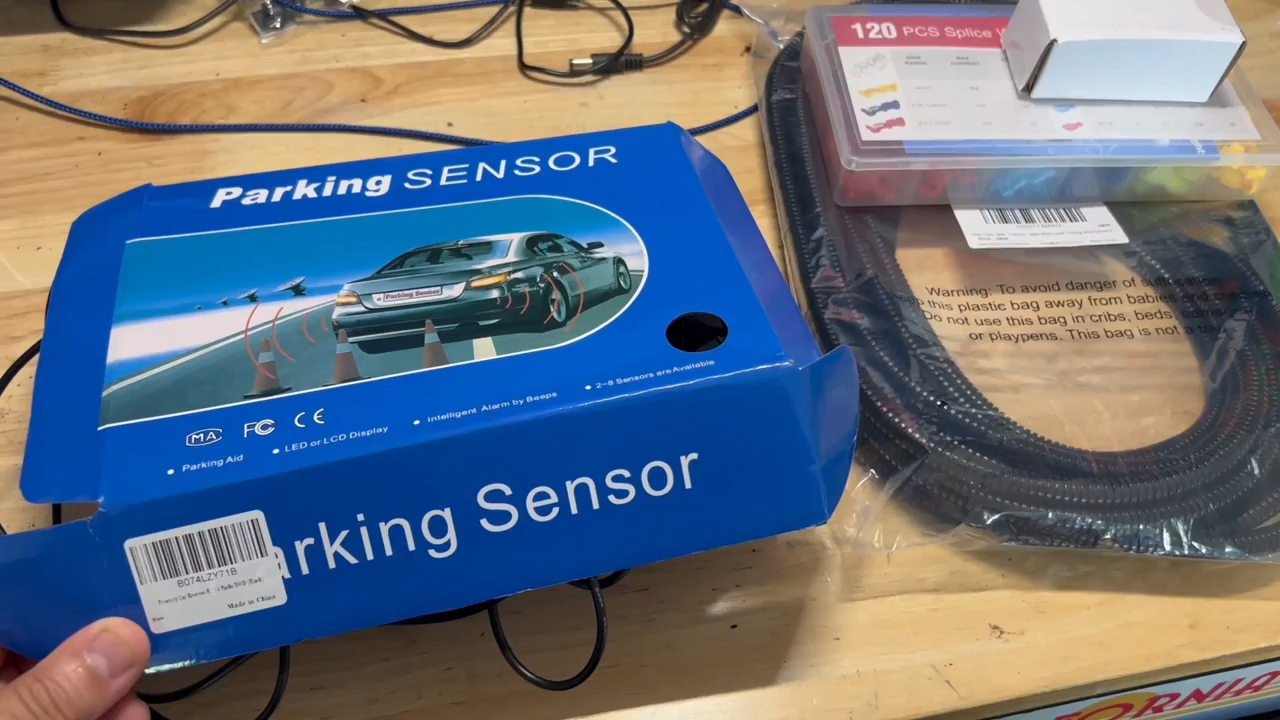 Parking SENSOR
Parking Sensor
MA FC CE
• Parking Aid • LED or LCD Display • Intelligent Alarm by Beeps • 2~8 Sensors are Available
arking Sensor
B074LZY71B
Made in China
120 PCS Splice
Warning: To avoid danger of suffocation
this plastic bag away from babies and
Do not use this bag in cribs, beds,
or playpens. This bag is not a
ORNIA